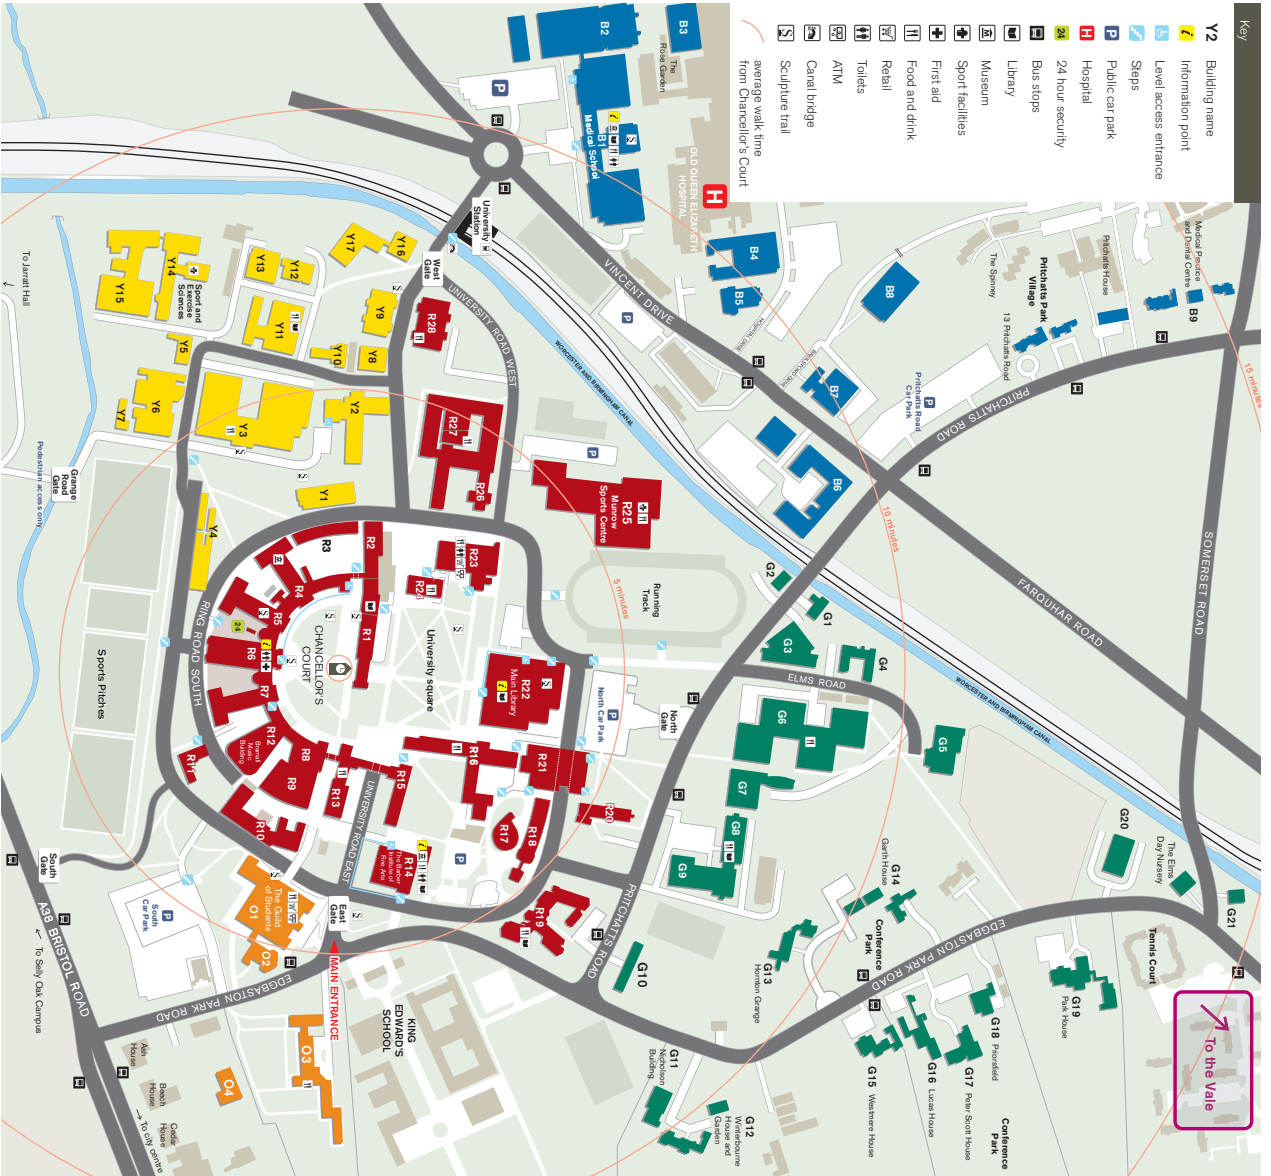 Key
Y2 Building name
i Information point
Level access entrance
Steps
P Public car park
H Hospital
24 24 hour security
Bus stops
Library
Museum
Sport facilities
First aid
Food and drink
Retail
Toilets
ATM
Canal bridge
Sculpture trail
average walk time
from Chancellor's Court
B3
B2
The
Rose Garden
B1
Medical School
OLD QUEEN ELIZABETH
HOSPITAL
H
B4
B5
B8
B7
B6
B9
Medical Practice
and Dental Centre
Pritchatts House
Pritchatts Park
Village
The Spinney
13 Pritchatts Road
Pritchatts Road
Car Park
PRITCHATTS ROAD
15 minutes
10 minutes
5 minutes
VINCENT DRIVE
HOSPITAL DRIVE
University
Station
West
Gate
UNIVERSITY ROAD WEST
WORCESTER AND BIRMINGHAM CANAL
SOMERSET ROAD
FARQUHAR ROAD
WORCESTER AND BIRMINGHAM CANAL
Y17
Y16
Y14
Y15
Y13
Y12
Y11
Y10
Y9
Y8
Y5
Y6
Y7
Y3
Y2
Y1
Y4
Sport and
Exercise
Sciences
To Jarratt Hall
Grange
Road
Gate
Pedestrian access only
Sports Pitches
R28
R27
R26
R25
Munrow
Sports Centre
Running
Track
R23
R24
R2
R3
R4
R5
R1
R6
R7
24
CHANCELLOR'S
COURT
University square
R22
Main Library
North Car Park
North
Gate
RING ROAD SOUTH
R12
Bramall
Music
Building
R11
R8
R9
R10
R13
R15
R16
R21
R20
R17
R18
R14
The Barber
Institute of
Fine Arts
R19
UNIVERSITY ROAD EAST
East
Gate
MAIN ENTRANCE
South
Gate
South
Car Park
The Guild
of Students
O1
O2
O3
O4
A38 BRISTOL ROAD
To Selly Oak Campus
EDGBASTON PARK ROAD
Ash
House
Beech
House
Cedar
House
To city centre
KING
EDWARD'S
SCHOOL
PRITCHATTS ROAD
ELMS ROAD
G1
G2
G3
G4
G5
G6
G7
G8
G9
G10
G11
Nicholson
Building
G12
Winterbourne
House and
Garden
G13
Hornton Grange
G14
Garth House
Conference
Park
EDGBASTON PARK ROAD
G15 Westmere House
G16 Lucas House
G17 Peter Scott House
G18 Priorsfield
Conference
Park
G19
Park House
G20
The Elms
Day Nursery
G21
Tennis Court
To the Vale